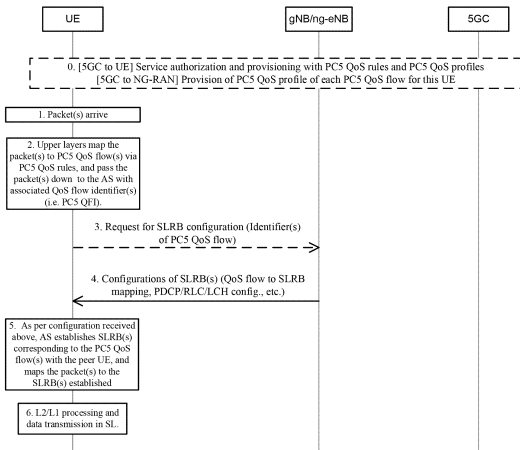 UE
gNB/ng-eNB
5GC
0. [5GC to UE] Service authorization and provisioning with PC5 QoS rules and PC5 QoS profiles
[5GC to NG-RAN] Provision of PC5 QoS profile of each PC5 QoS flow for this UE
1. Packet(s) arrive
2. Upper layers map the
packet(s) to PC5 QoS flow(s) via
PC5 QoS rules, and pass the
packet(s) down to the AS with
associated QoS flow identifier(s)
(i.e. PC5 QFI).
3. Request for SLRB configuration (Identifier(s)
of PC5 QoS flow)
4. Configurations of SLRB(s) (QoS flow to SLRB
mapping, PDCP/RLC/LCH config., etc.)
5. As per configuration received
above, AS establishes SLRB(s)
corresponding to the PC5 QoS
flow(s) with the peer UE, and
maps the packet(s) to the
SLRB(s) established
6. L2/L1 processing and
data transmission in SL.